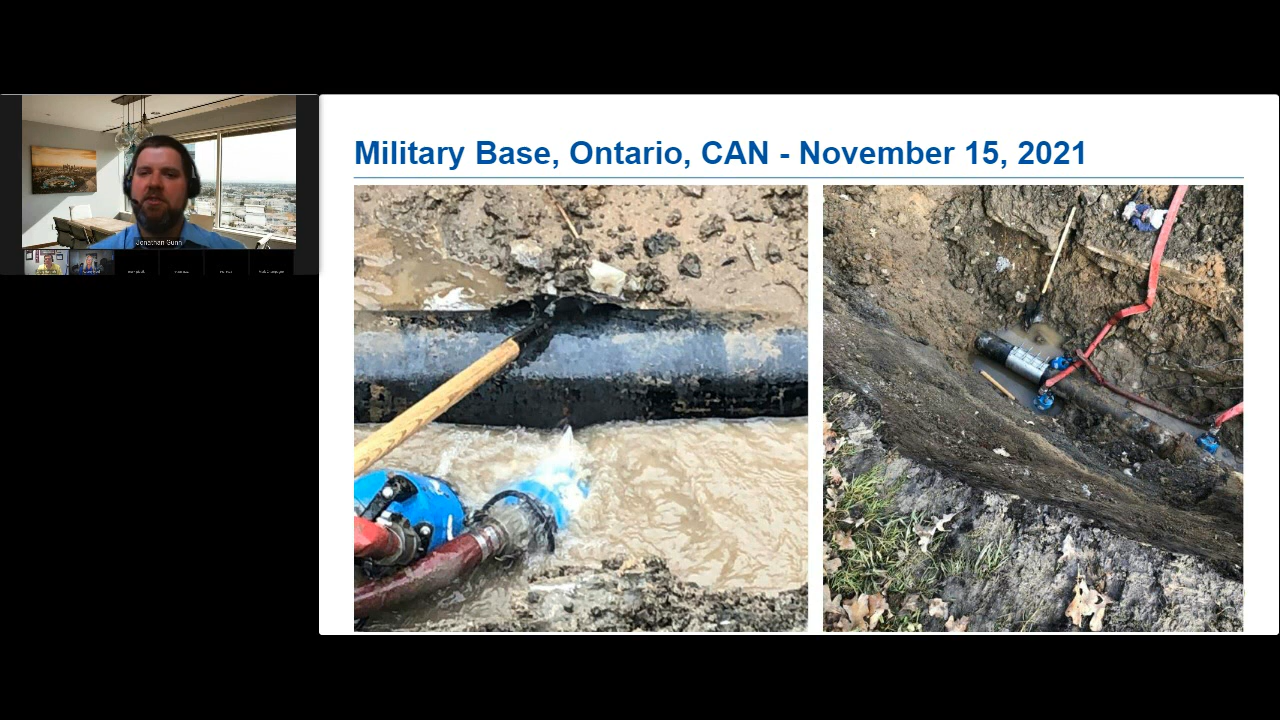 Military Base, Ontario, CAN - November 15, 2021
Jonathan Gunn